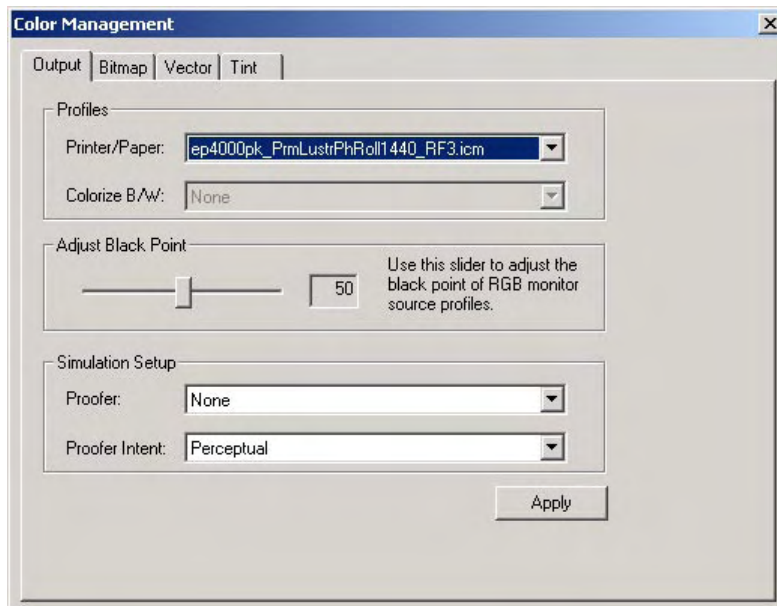 Color Management
Output Bitmap Vector Tint
Profiles
Printer/Paper: ep4000pk_PrmLustrPhRoll1440_RF3.icm
Colorize B/W: None
Adjust Black Point
50
Use this slider to adjust the
black point of RGB monitor
source profiles.
Simulation Setup
Proofer: None
Proofer Intent: Perceptual
Apply